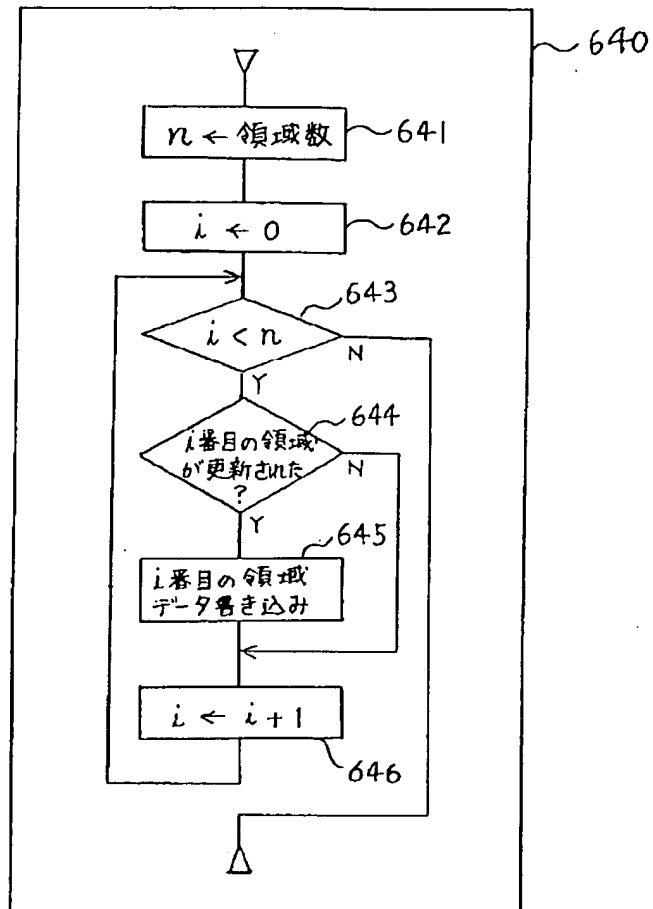 640
n ← 領域数
641
i ← 0
642
643
i < n
N
Y
644
i番目の領域
が更新された
?
N
Y
645
i番目の領域
データ書き込み
i ← i+1
646